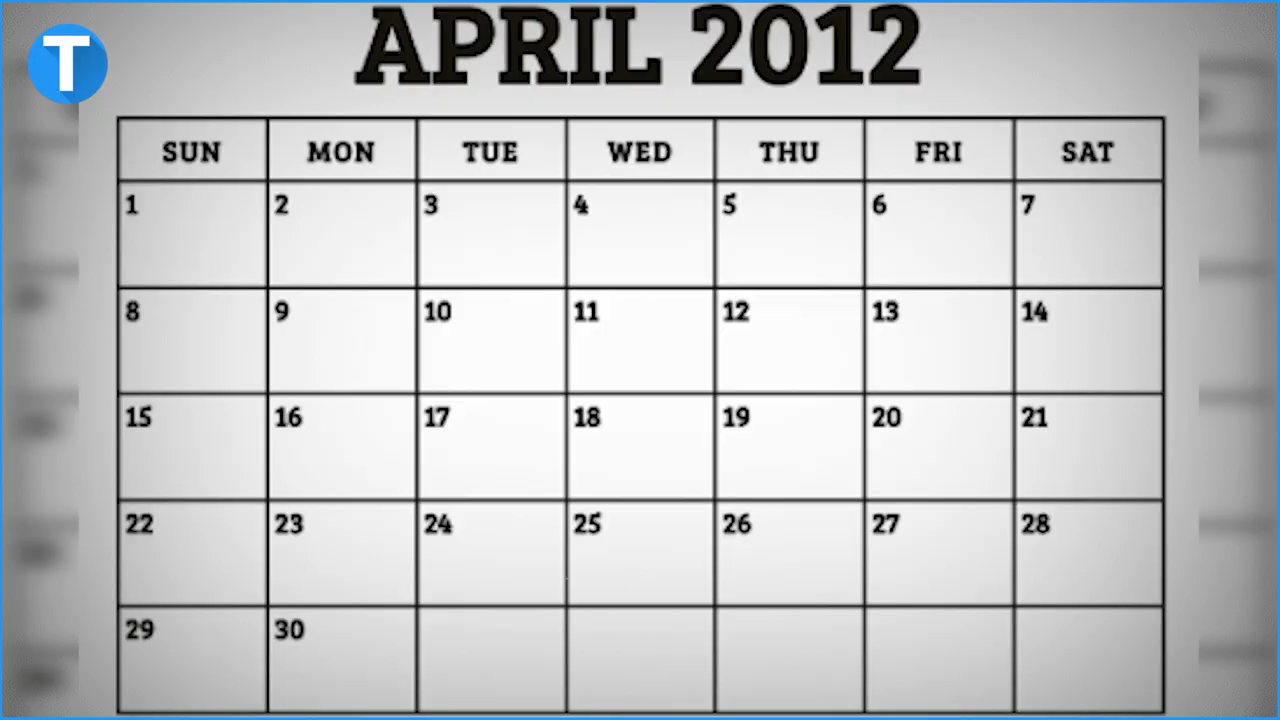 T
APRIL 2012
SUN MON TUE WED THU FRI SAT
1 2 3 4 5 6 7
8 9 10 11 12 13 14
15 16 17 18 19 20 21
22 23 24 25 26 27 28
29 30